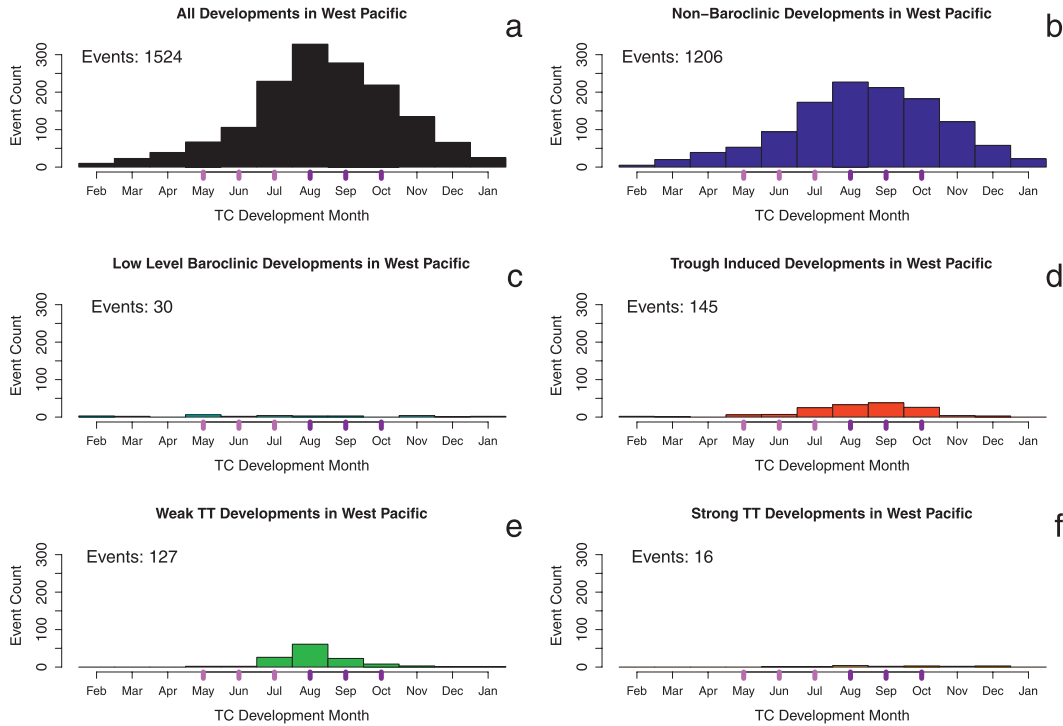 All Developments in West Pacific
a
Events: 1524
Event Count
0 100 200 300
Feb Mar Apr May Jun Jul Aug Sep Oct Nov Dec Jan
TC Development Month
Non−Baroclinic Developments in West Pacific
b
Events: 1206
Event Count
0 100 200 300
Feb Mar Apr May Jun Jul Aug Sep Oct Nov Dec Jan
TC Development Month
Low Level Baroclinic Developments in West Pacific
c
Events: 30
Event Count
0 100 200 300
Feb Mar Apr May Jun Jul Aug Sep Oct Nov Dec Jan
TC Development Month
Trough Induced Developments in West Pacific
d
Events: 145
Event Count
0 100 200 300
Feb Mar Apr May Jun Jul Aug Sep Oct Nov Dec Jan
TC Development Month
Weak TT Developments in West Pacific
e
Events: 127
Event Count
0 100 200 300
Feb Mar Apr May Jun Jul Aug Sep Oct Nov Dec Jan
TC Development Month
Strong TT Developments in West Pacific
f
Events: 16
Event Count
0 100 200 300
Feb Mar Apr May Jun Jul Aug Sep Oct Nov Dec Jan
TC Development Month